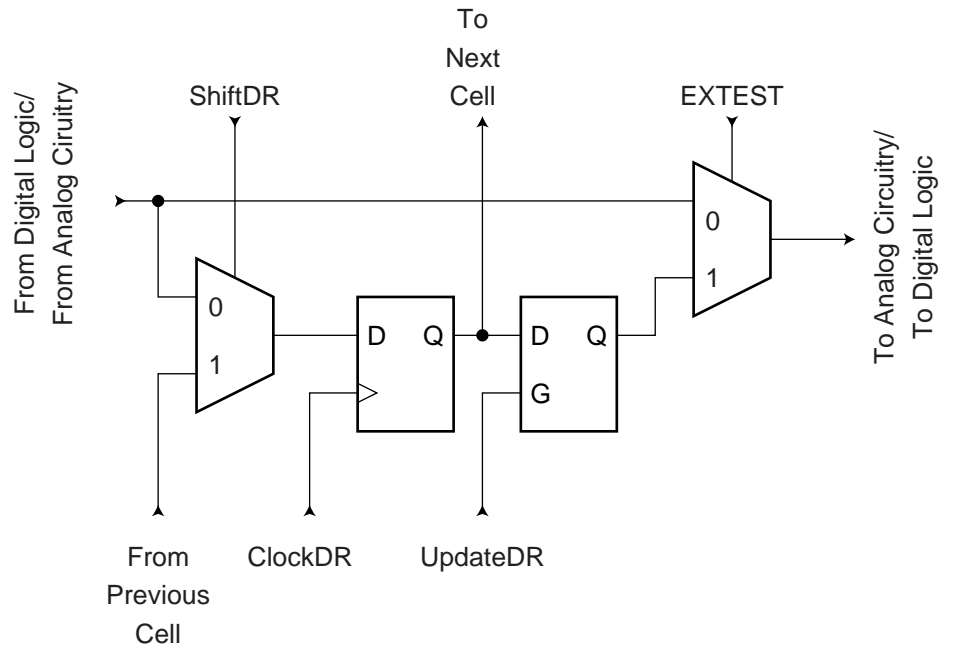 To
Next
Cell
ShiftDR
EXTEST
From Digital Logic/
From Analog Ciruitry
To Analog Circuitry/
To Digital Logic
0
1
0
1
D Q
D Q
G
From
Previous
Cell
ClockDR
UpdateDR